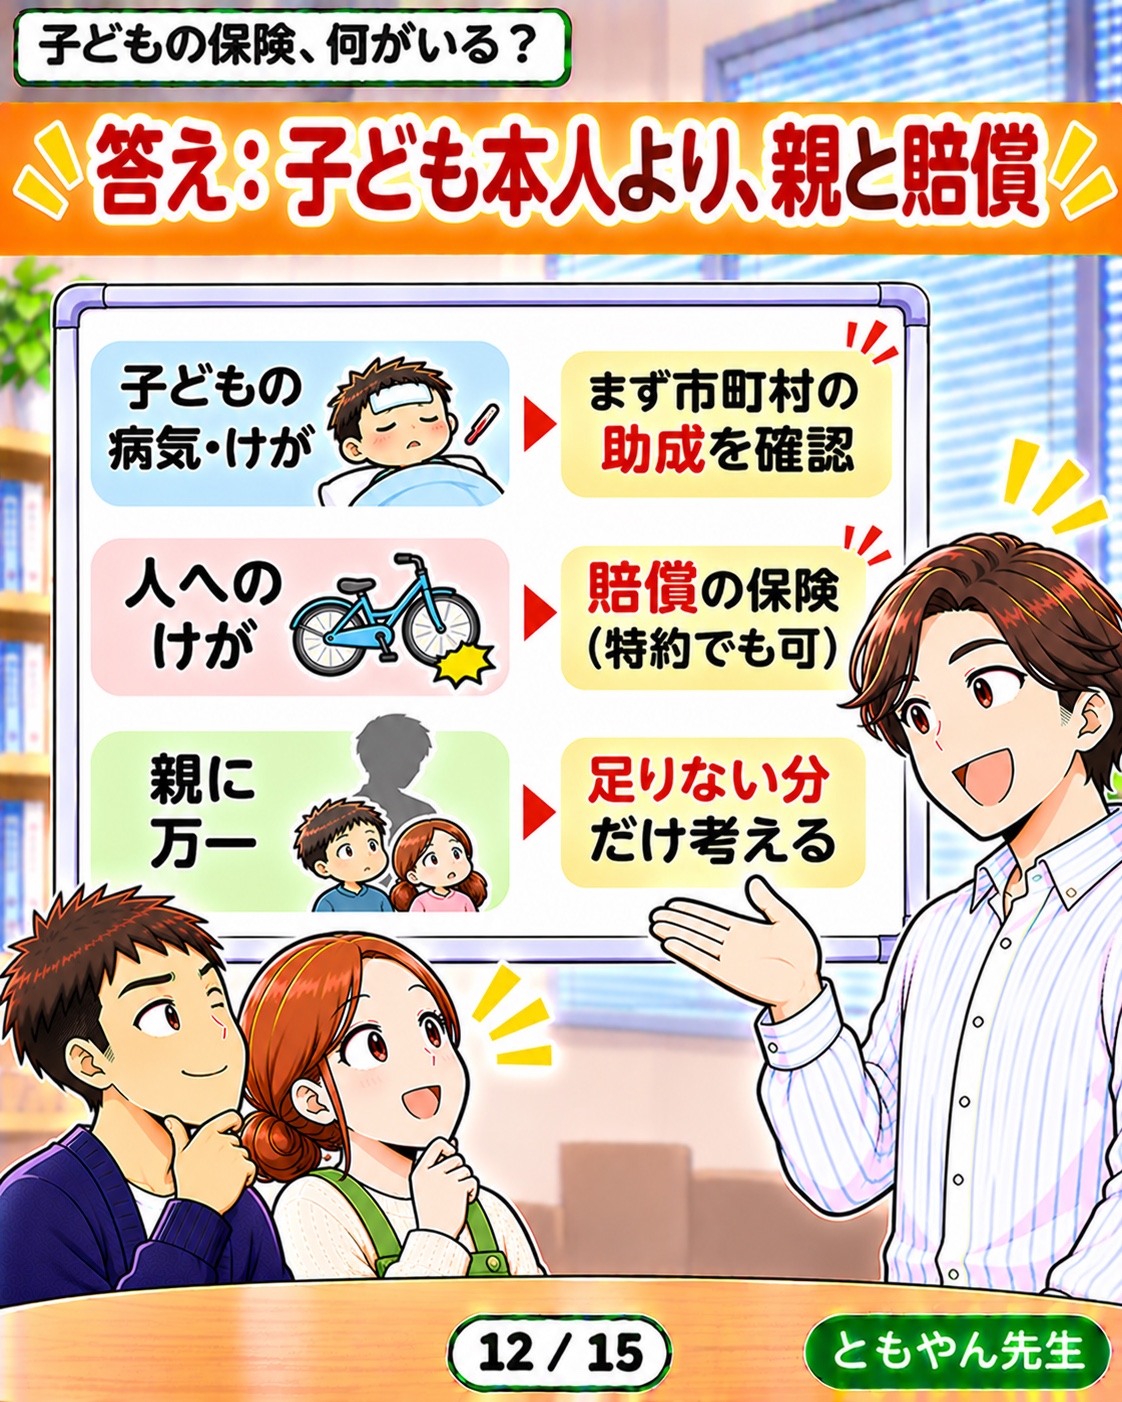 子どもの保険、何がいる？
答え：子ども本人より、親と賠償
子どもの
病気・けが
まず市町村の
助成を確認
人への
けが
賠償の保険
（特約でも可）
親に
万一
足りない分
だけ考える
12 / 15
ともやん先生